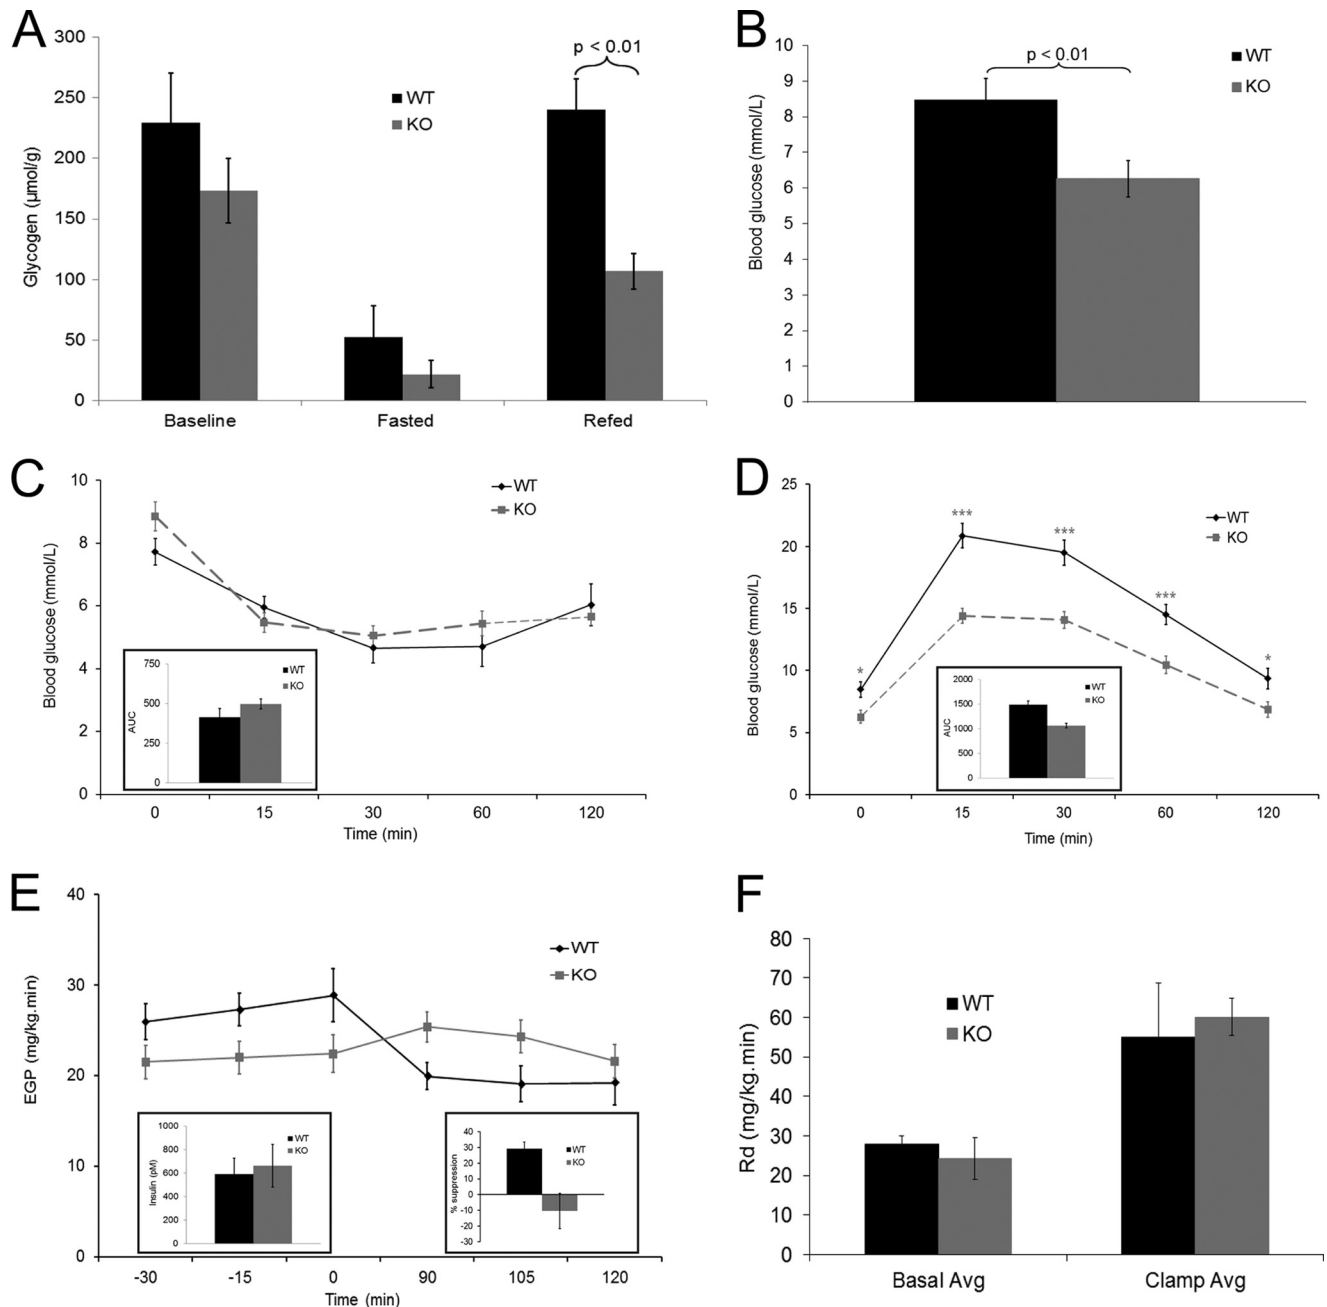 A
300
250
200
150
100
50
0
Glycogen (µmol/g)
WT
KO
p < 0.01
Baseline Fasted Refed
B
10
9
8
7
6
5
4
3
2
1
0
Blood glucose (mmol/L)
p < 0.01
WT
KO
C
10
8
6
4
2
0
Blood glucose (mmol/L)
WT
KO
750
500
250
0
AUC
WT
KO
0 15 30 60 120
Time (min)
D
25
20
15
10
5
0
Blood glucose (mmol/L)
* *** *** *** *
WT
KO
2000
1500
1000
500
0
AUC
WT
KO
0 15 30 60 120
Time (min)
E
40
30
20
10
0
EGP (mg/kg.min)
WT
KO
1000
800
600
400
200
0
Insulin (pM)
WT
KO
40
30
20
10
0
-10
-20
-30
% suppression
WT
KO
-30 -15 0 90 105 120
Time (min)
F
80
70
60
50
40
30
20
10
0
Rd (mg/kg.min)
WT
KO
Basal Avg Clamp Avg